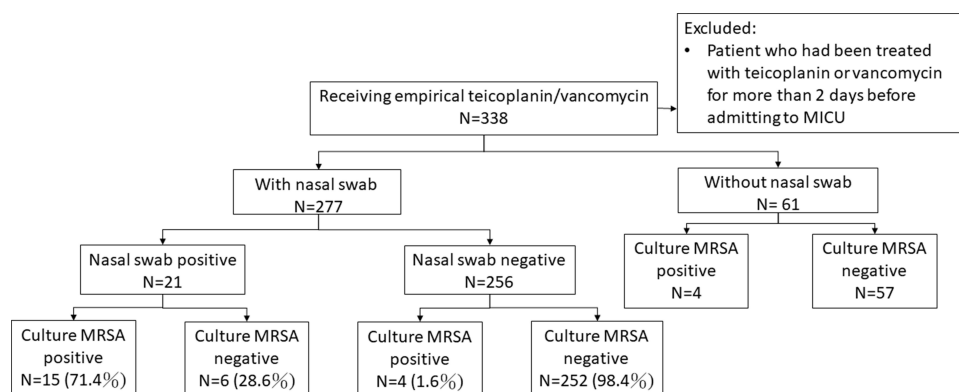 Excluded:
• Patient who had been treated
with teicoplanin or vancomycin
for more than 2 days before
admitting to MICU
Receiving empirical teicoplanin/vancomycin
N=338
With nasal swab
N=277
Without nasal swab
N= 61
Nasal swab positive
N=21
Nasal swab negative
N=256
Culture MRSA
positive
N=4
Culture MRSA
negative
N=57
Culture MRSA
positive
N=15 (71.4%)
Culture MRSA
negative
N=6 (28.6%)
Culture MRSA
positive
N=4 (1.6%)
Culture MRSA
negative
N=252 (98.4%)